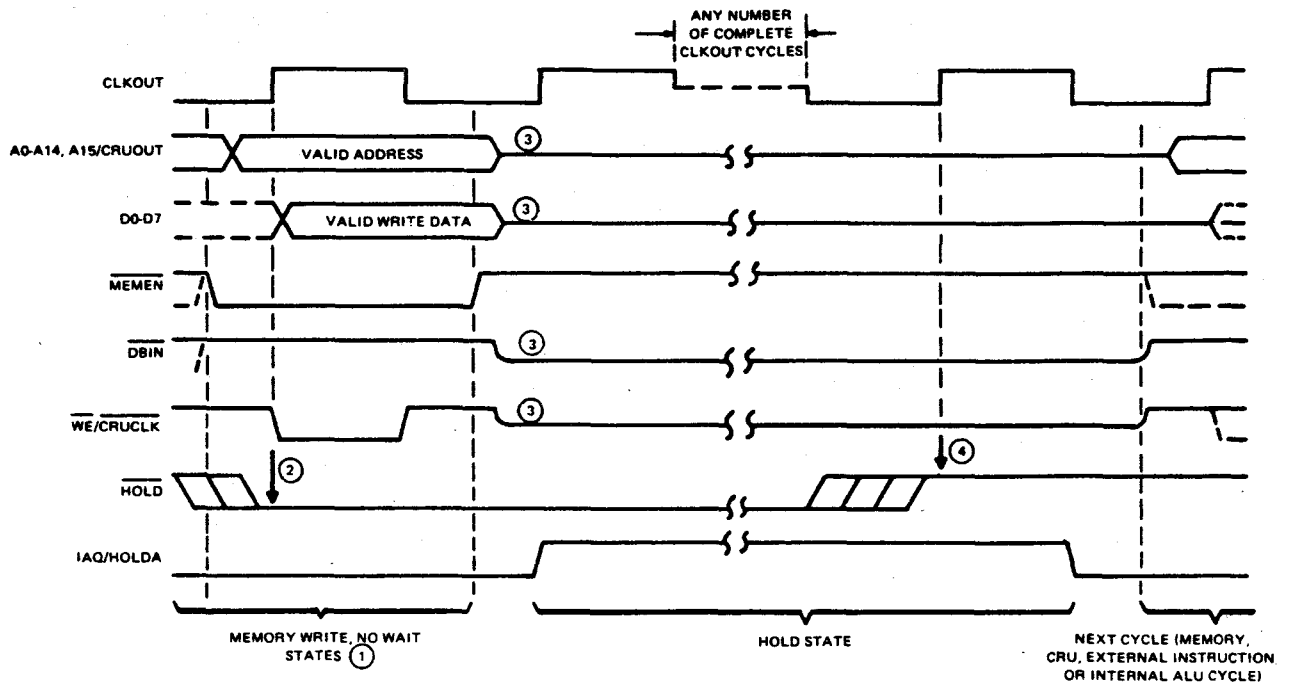 ANY NUMBER
OF COMPLETE
CLKOUT CYCLES
CLKOUT
A0-A14, A15/CRUOUT
VALID ADDRESS
3
D0-D7
VALID WRITE DATA
3
MEMEN
DBIN
3
WE/CRUCLK
3
2
4
HOLD
IAQ/HOLDA
MEMORY WRITE, NO WAIT
STATES 1
HOLD STATE
NEXT CYCLE (MEMORY,
CRU, EXTERNAL INSTRUCTION
OR INTERNAL ALU CYCLE)